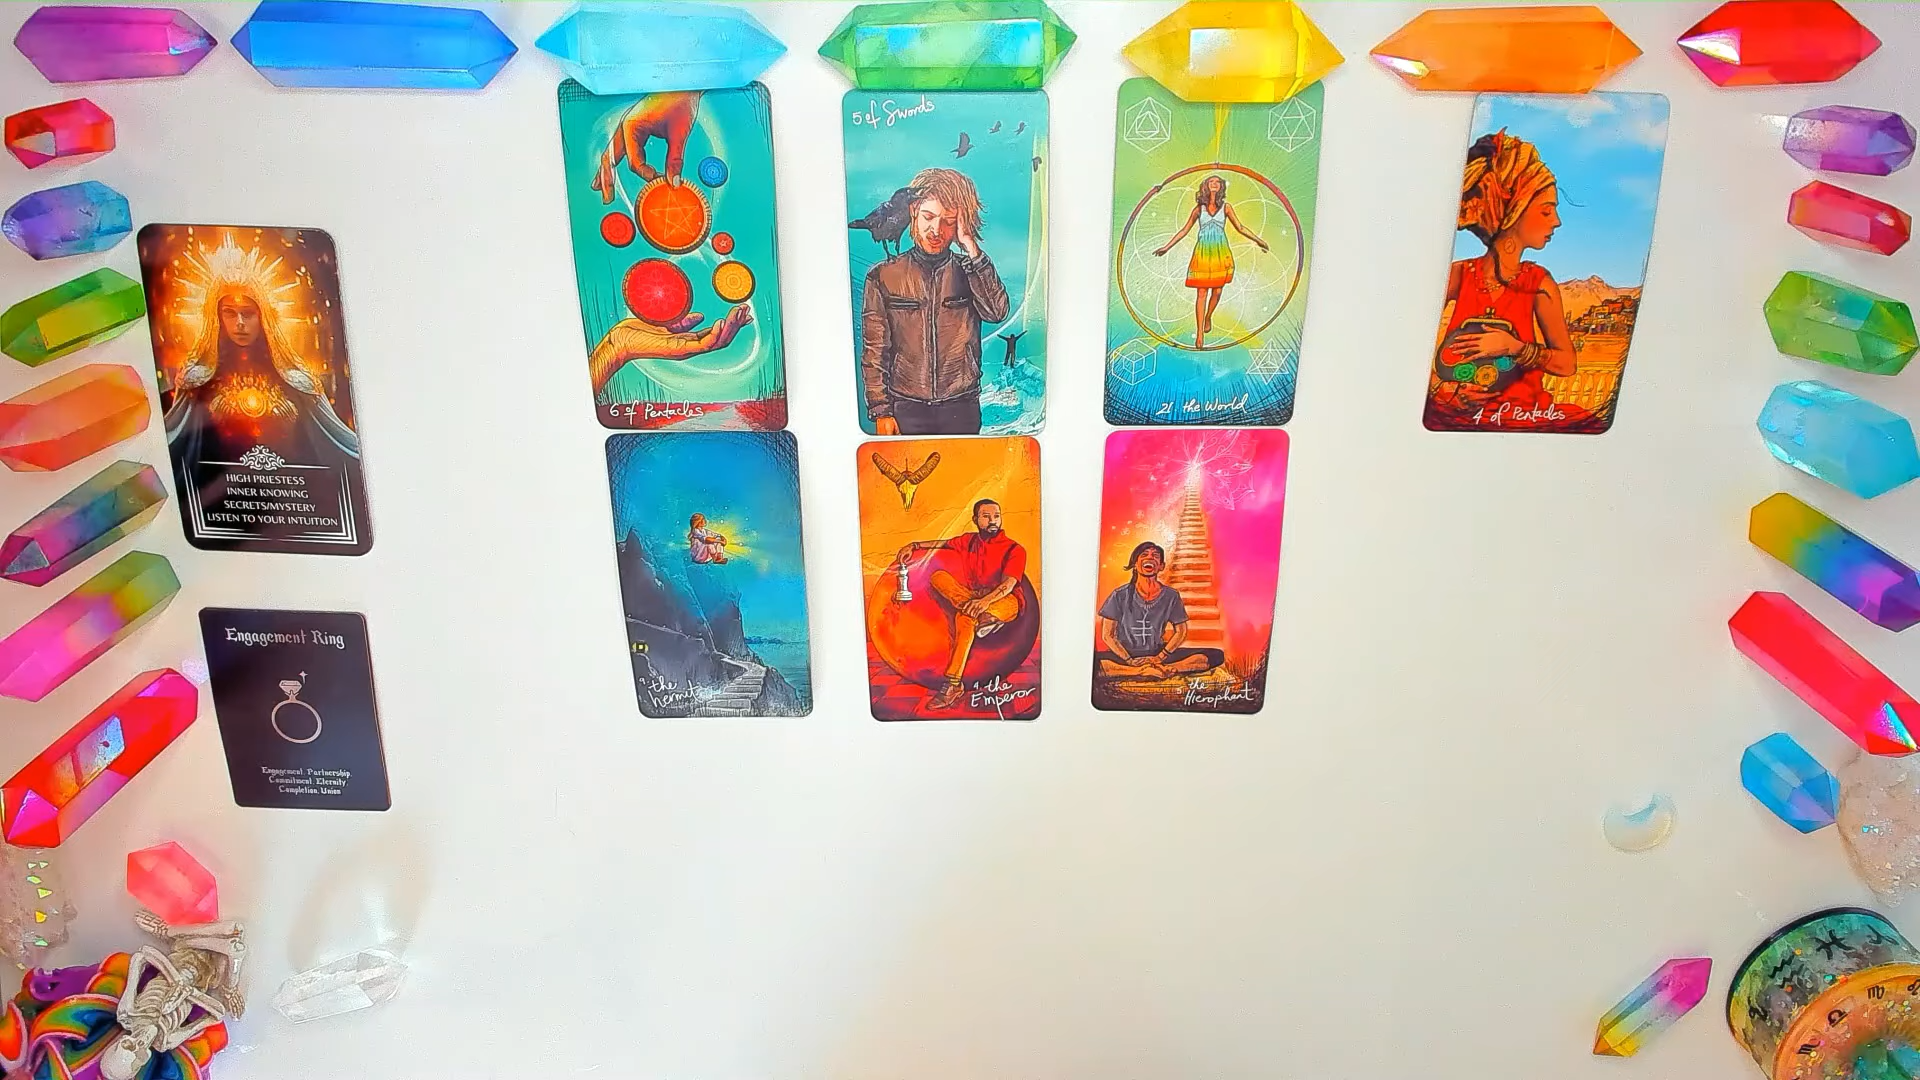 5 of Swords
6 of Pentacles
21 the World
4 of Pentacles
HIGH PRIESTESS
INNER KNOWING
SECRETS/MYSTERY
LISTEN TO YOUR INTUITION
9. the
hermit
4. the
Emperor
5. the
Hierophant
Engagement Ring
Engagement, Partnership,
Commitment, Eternity
Completion, Union